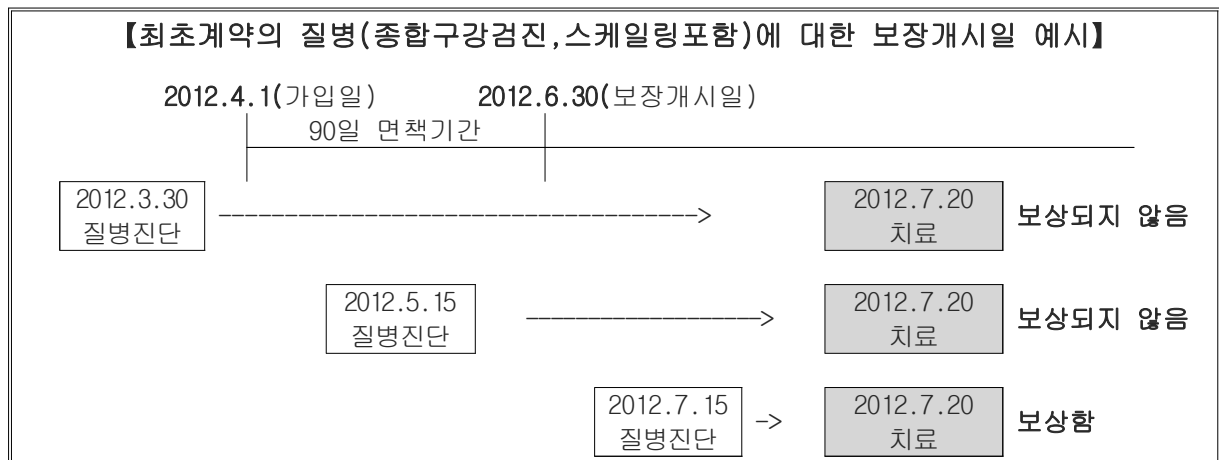 【최초계약의 질병(종합구강검진,스케일링포함)에 대한 보장개시일 예시】
2012.4.1(가입일) 2012.6.30(보장개시일)
90일 면책기간
2012.3.30 2012.7.20
질병진단 -------------------------------------> 치료 보상되지 않음
2012.5.15 2012.7.20
질병진단 -------------------> 치료 보상되지 않음
2012.7.15 2012.7.20
질병진단 -> 치료 보상함